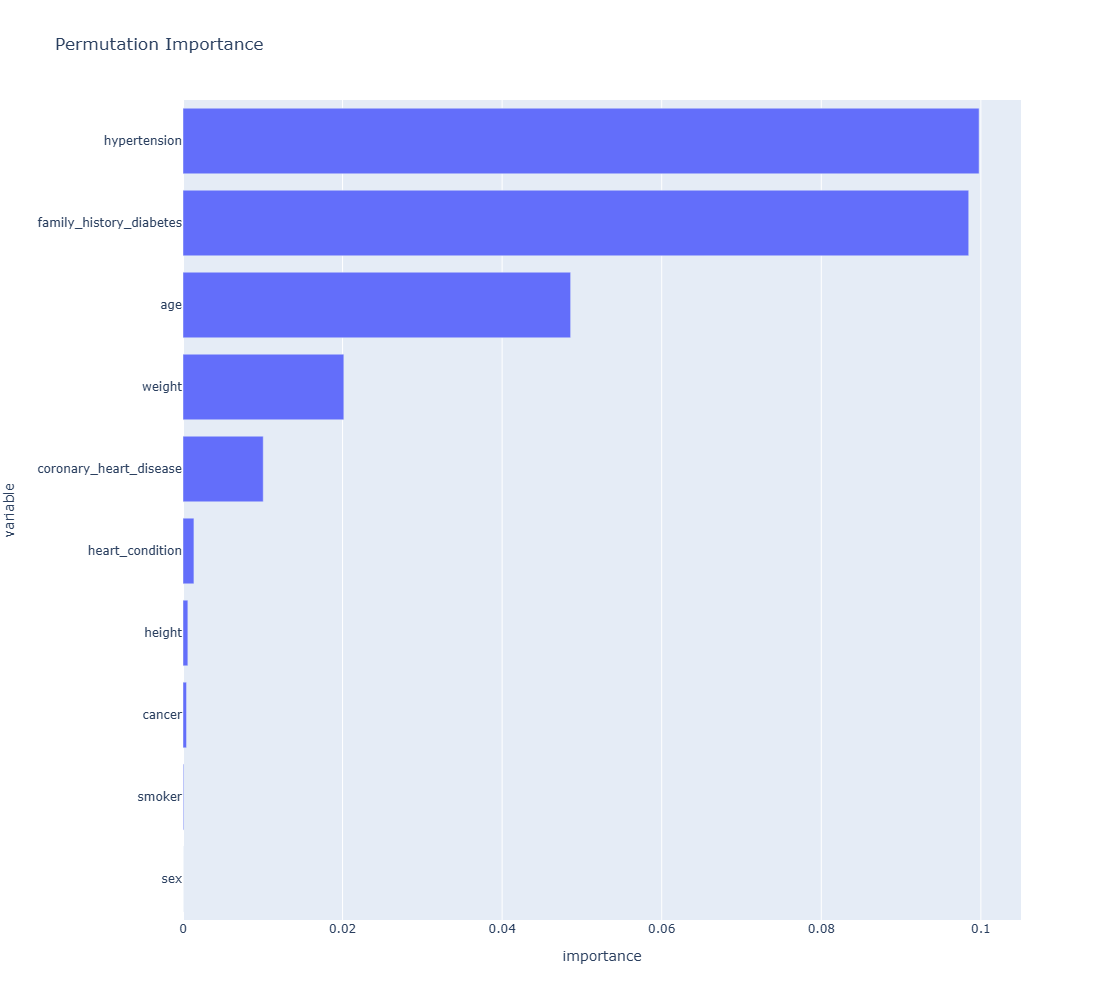 Permutation Importance
hypertension
family_history_diabetes
age
weight
coronary_heart_disease
heart_condition
height
cancer
smoker
sex
variable
0 0.02 0.04 0.06 0.08 0.1
importance